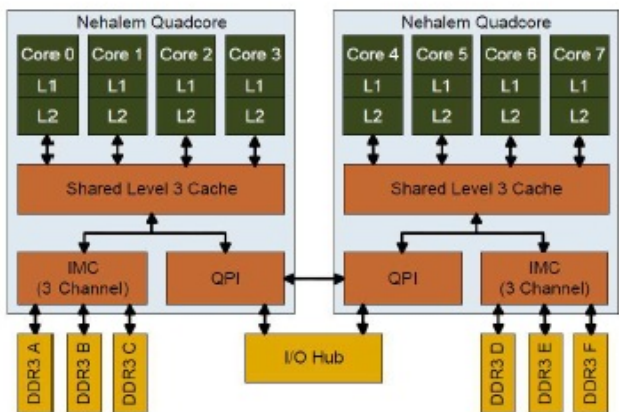 Nehalem Quadcore
Nehalem Quadcore
Core 0 Core 1 Core 2 Core 3
Core 4 Core 5 Core 6 Core 7
L1 L1 L1 L1
L1 L1 L1 L1
L2 L2 L2 L2
L2 L2 L2 L2
Shared Level 3 Cache
Shared Level 3 Cache
IMC
(3 Channel)
QPI
QPI
IMC
(3 Channel)
DDR3 A
DDR3 B
DDR3 C
I/O Hub
DDR3 D
DDR3 E
DDR3 F